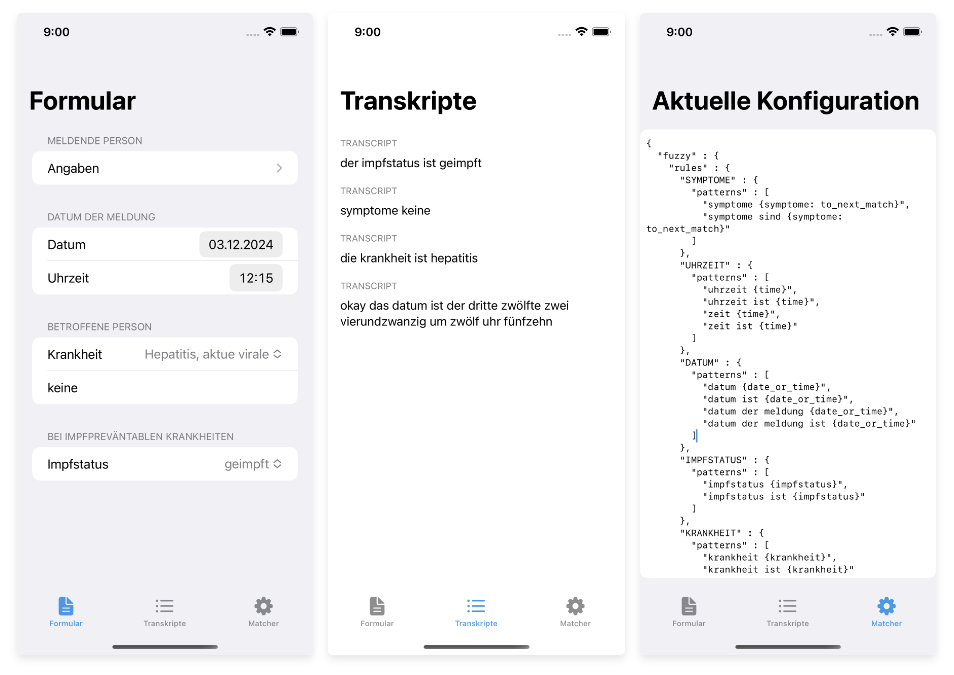 9:00
Formular
MELDENDE PERSON
Angaben
DATUM DER MELDUNG
Datum 03.12.2024
Uhrzeit 12:15
BETROFFENE PERSON
Krankheit Hepatitis, aktue virale
keine
BEI IMPFPREVÄNTABLEN KRANKHEITEN
Impfstatus geimpft
Formular Transkripte Matcher
9:00
Transkripte
TRANSCRIPT
der impfstatus ist geimpft
TRANSCRIPT
symptome keine
TRANSCRIPT
die krankheit ist hepatitis
TRANSCRIPT
okay das datum ist der dritte zwölfte zwei
vierundzwanzig um zwölf uhr fünfzehn
Formular Transkripte Matcher
9:00
Aktuelle Konfiguration
{
"fuzzy" : {
"rules" : {
"SYMPTOME" : {
"patterns" : [
"symptome {symptome: to_next_match}",
"symptome sind {symptome:
to_next_match}"
]
},
"UHRZEIT" : {
"patterns" : [
"uhrzeit {time}",
"uhrzeit ist {time}",
"zeit {time}",
"zeit ist {time}"
]
},
"DATUM" : {
"patterns" : [
"datum {date_or_time}",
"datum ist {date_or_time}",
"datum der meldung {date_or_time}",
"datum der meldung ist {date_or_time}"
]
},
"IMPFSTATUS" : {
"patterns" : [
"impfstatus {impfstatus}",
"impfstatus ist {impfstatus}"
]
},
"KRANKHEIT" : {
"patterns" : [
"krankheit {krankheit}",
"krankheit ist {krankheit}"
Formular Transkripte Matcher